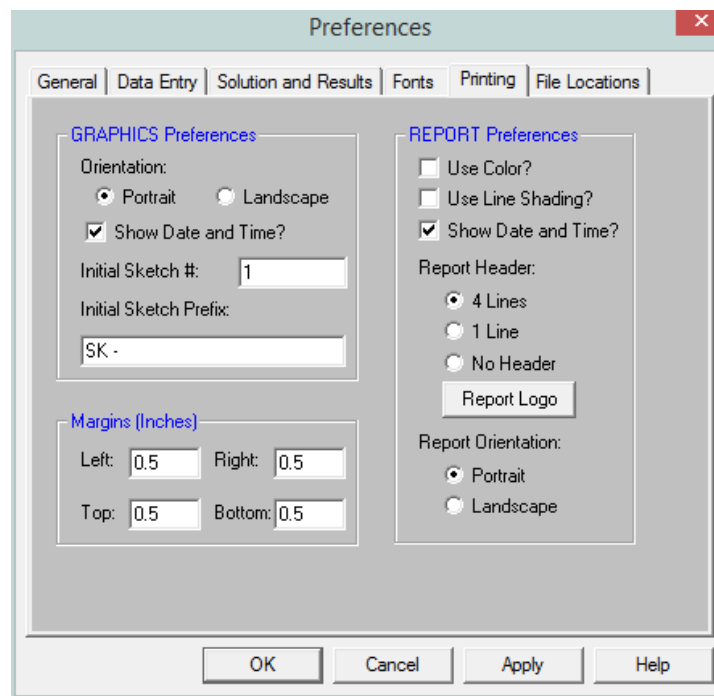 Preferences
General
Data Entry
Solution and Results
Fonts
Printing
File Locations
GRAPHICS Preferences
Orientation:
Portrait
Landscape
Show Date and Time?
Initial Sketch #: 1
Initial Sketch Prefix:
SK -
Margins (Inches)
Left: 0.5 Right: 0.5
Top: 0.5 Bottom: 0.5
REPORT Preferences
Use Color?
Use Line Shading?
Show Date and Time?
Report Header:
4 Lines
1 Line
No Header
Report Logo
Report Orientation:
Portrait
Landscape
OK
Cancel
Apply
Help